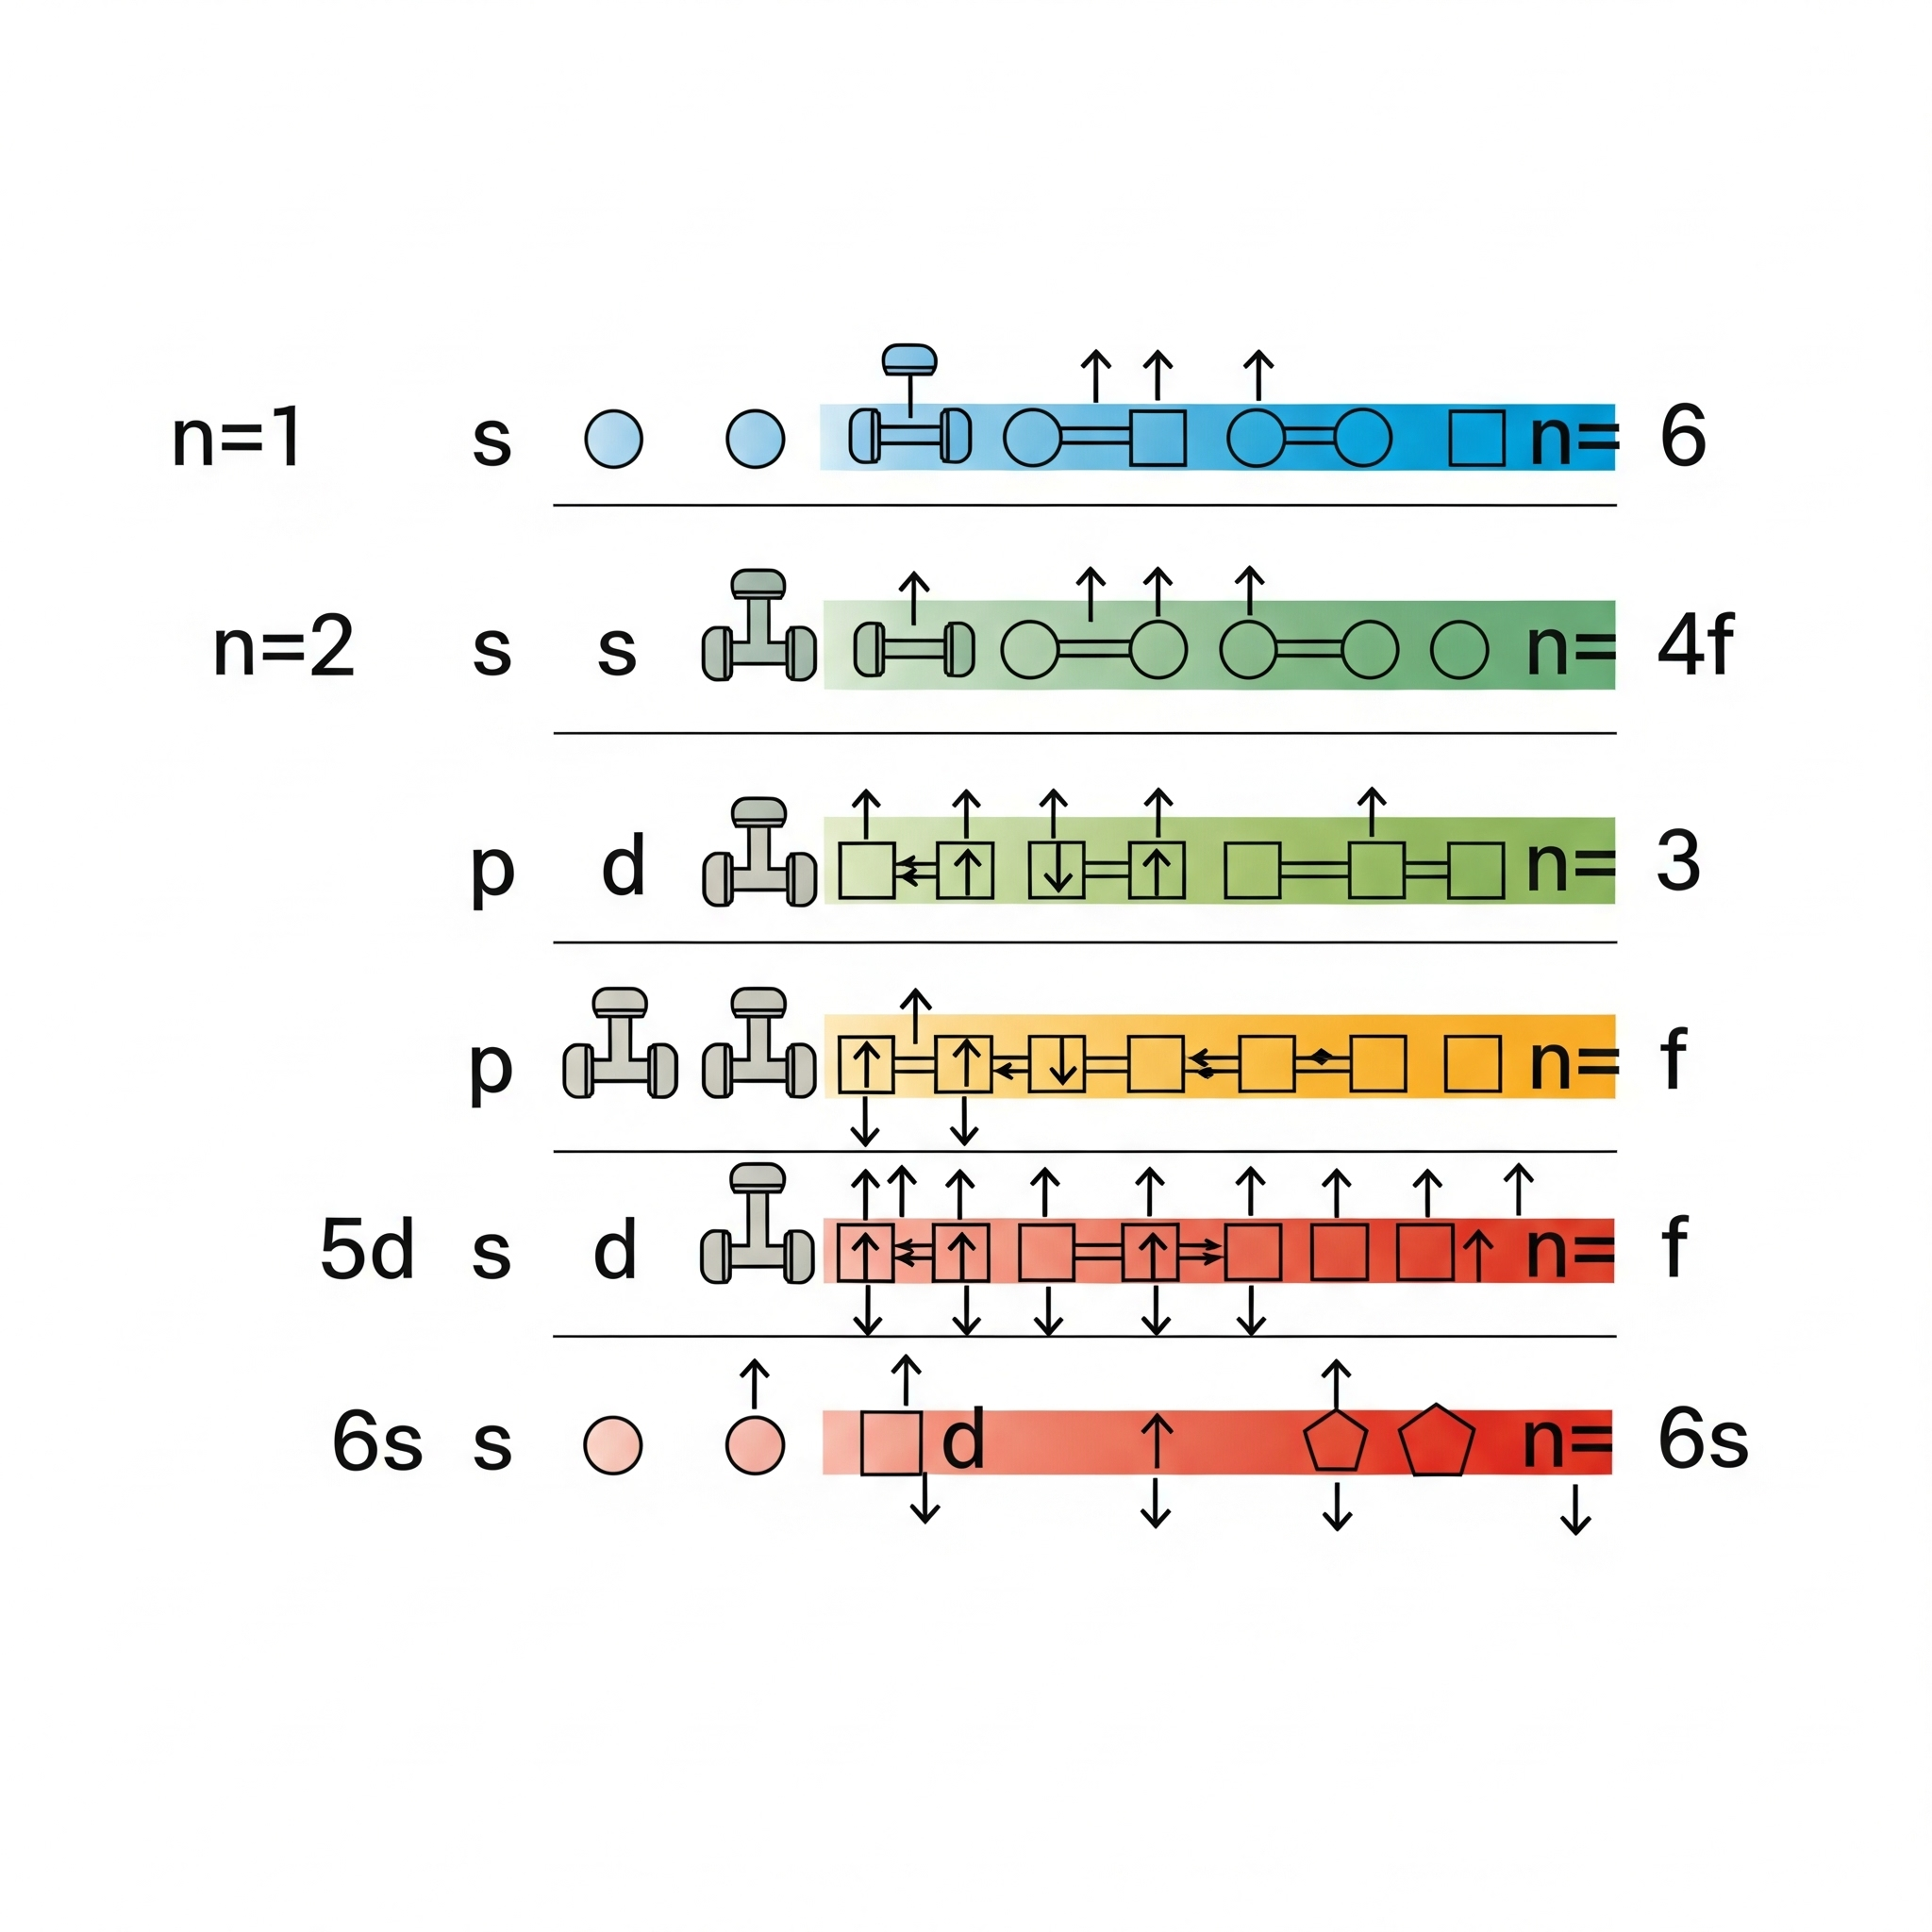 n=1 s n= 6
n=2 s s n= 4f
p d n= 3
p n= f
5d s d n= f
6s s d n= 6s